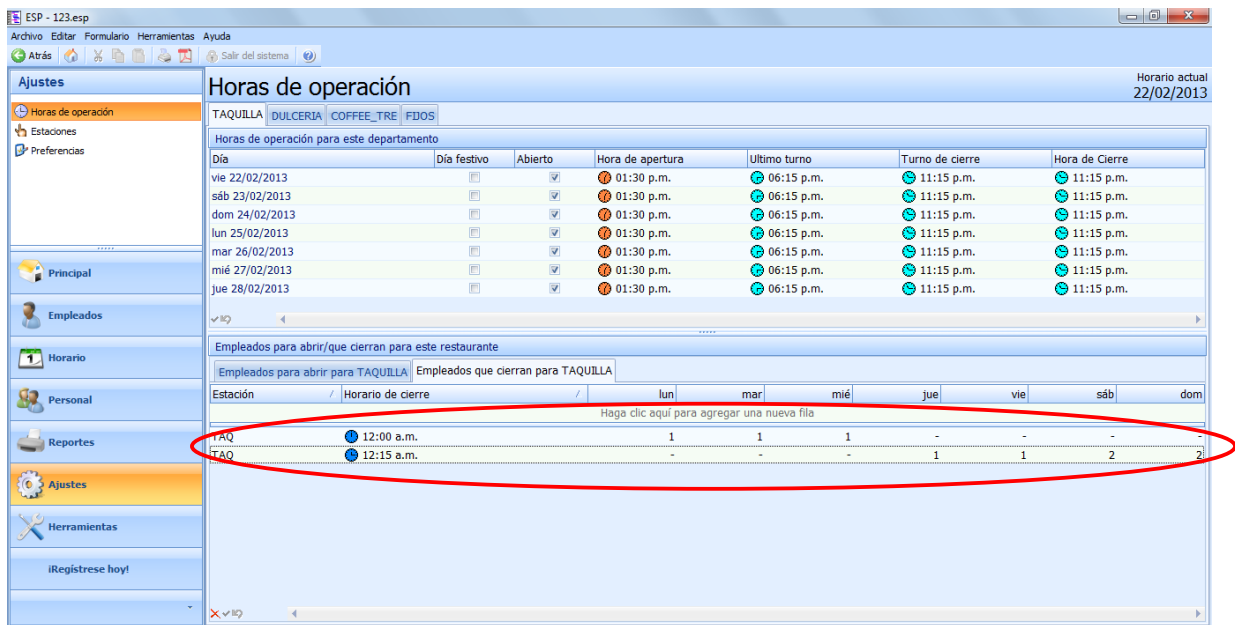 ESP - 123.esp
Archivo Editar Formulario Herramientas Ayuda
Atrás Salir del sistema
Ajustes
Horas de operación
Estaciones
Preferencias
Principal
Empleados
1 Horario
Personal
Reportes
Ajustes
Herramientas
¡Regístrese hoy!
Horas de operación
Horario actual
22/02/2013
TAQUILLA DULCERIA COFFEE_TRE FIJOS
Horas de operación para este departamento
Día Día festivo Abierto Hora de apertura Ultimo turno Turno de cierre Hora de Cierre
vie 22/02/2013 01:30 p.m. 06:15 p.m. 11:15 p.m. 11:15 p.m.
sáb 23/02/2013 01:30 p.m. 06:15 p.m. 11:15 p.m. 11:15 p.m.
dom 24/02/2013 01:30 p.m. 06:15 p.m. 11:15 p.m. 11:15 p.m.
lun 25/02/2013 01:30 p.m. 06:15 p.m. 11:15 p.m. 11:15 p.m.
mar 26/02/2013 01:30 p.m. 06:15 p.m. 11:15 p.m. 11:15 p.m.
mié 27/02/2013 01:30 p.m. 06:15 p.m. 11:15 p.m. 11:15 p.m.
jue 28/02/2013 01:30 p.m. 06:15 p.m. 11:15 p.m. 11:15 p.m.
Empleados para abrir/que cierran para este restaurante
Empleados para abrir para TAQUILLA Empleados que cierran para TAQUILLA
Estación / Horario de cierre / lun mar mié jue vie sáb dom
Haga clic aquí para agregar una nueva fila
TAQ 12:00 a.m. 1 1 1 - - - -
TAQ 12:15 a.m. - - - 1 1 2 2